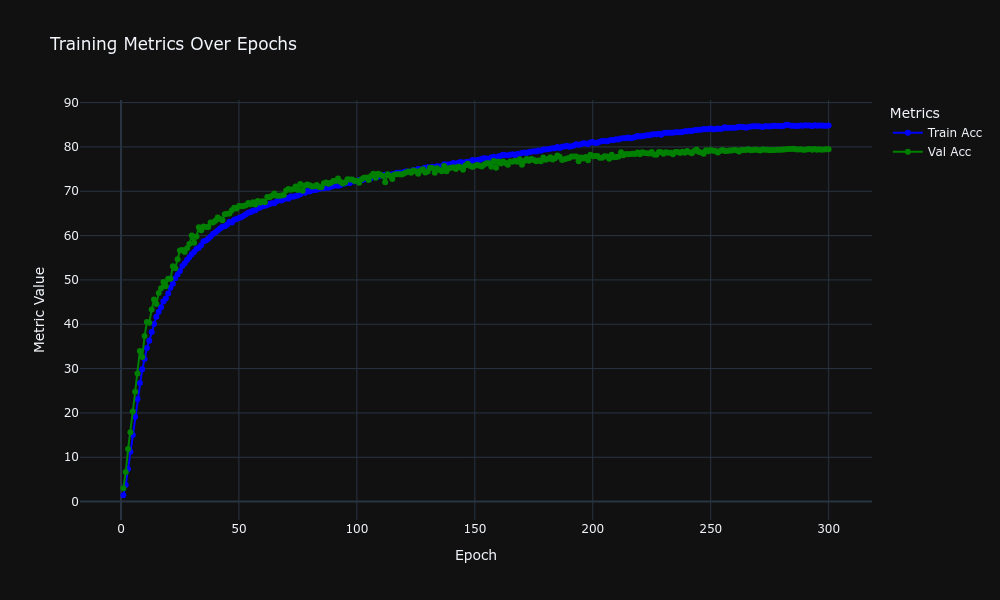 Training Metrics Over Epochs
Metrics
Train Acc
Val Acc
Metric Value
90
80
70
60
50
40
30
20
10
0
0 50 100 150 200 250 300
Epoch